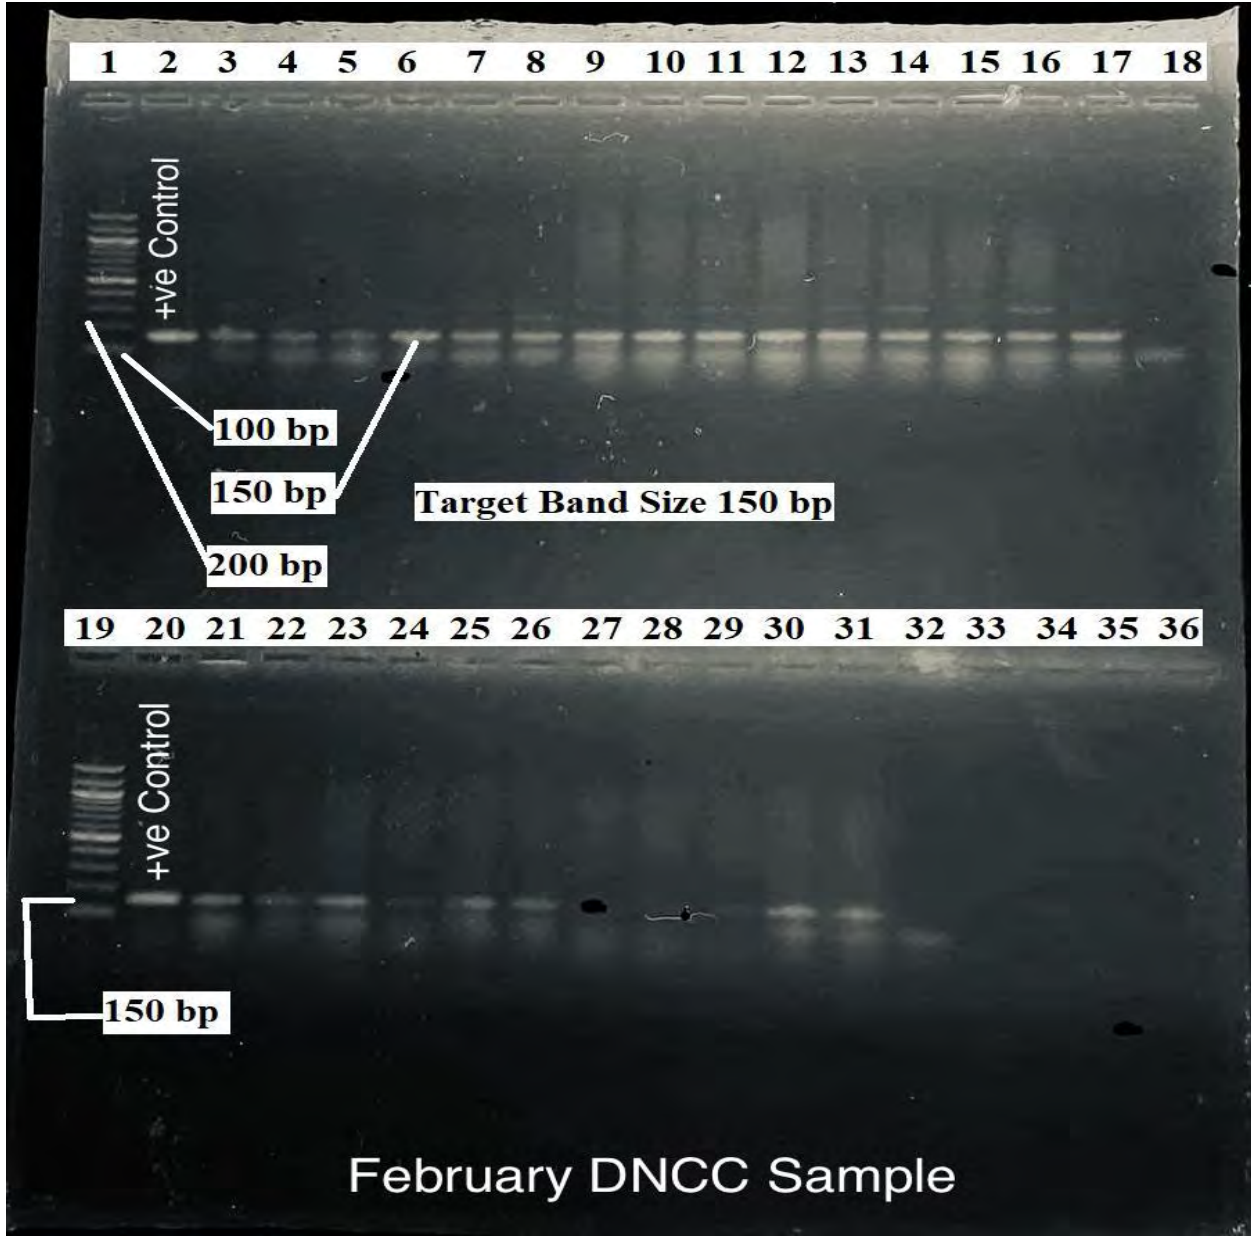 1 2 3 4 5 6 7 8 9 10 11 12 13 14 15 16 17 18
+ve Control
100 bp
150 bp
Target Band Size 150 bp
200 bp
19 20 21 22 23 24 25 26 27 28 29 30 31 32 33 34 35 36
+ve Control
150 bp
February DNCC Sample